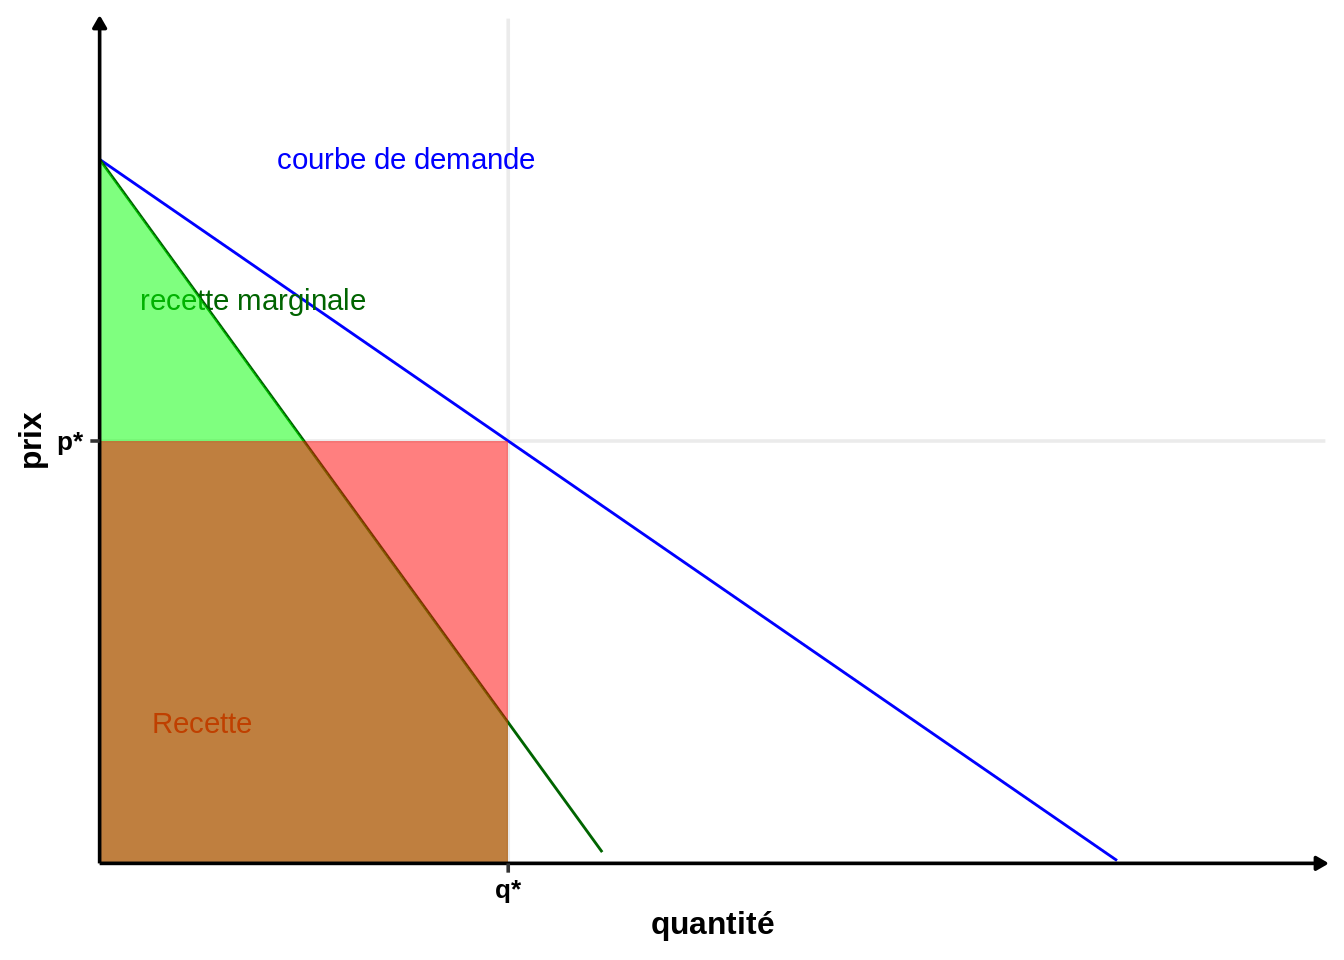 courbe de demande
recette marginale
prix
p*
Recette
q*
quantité